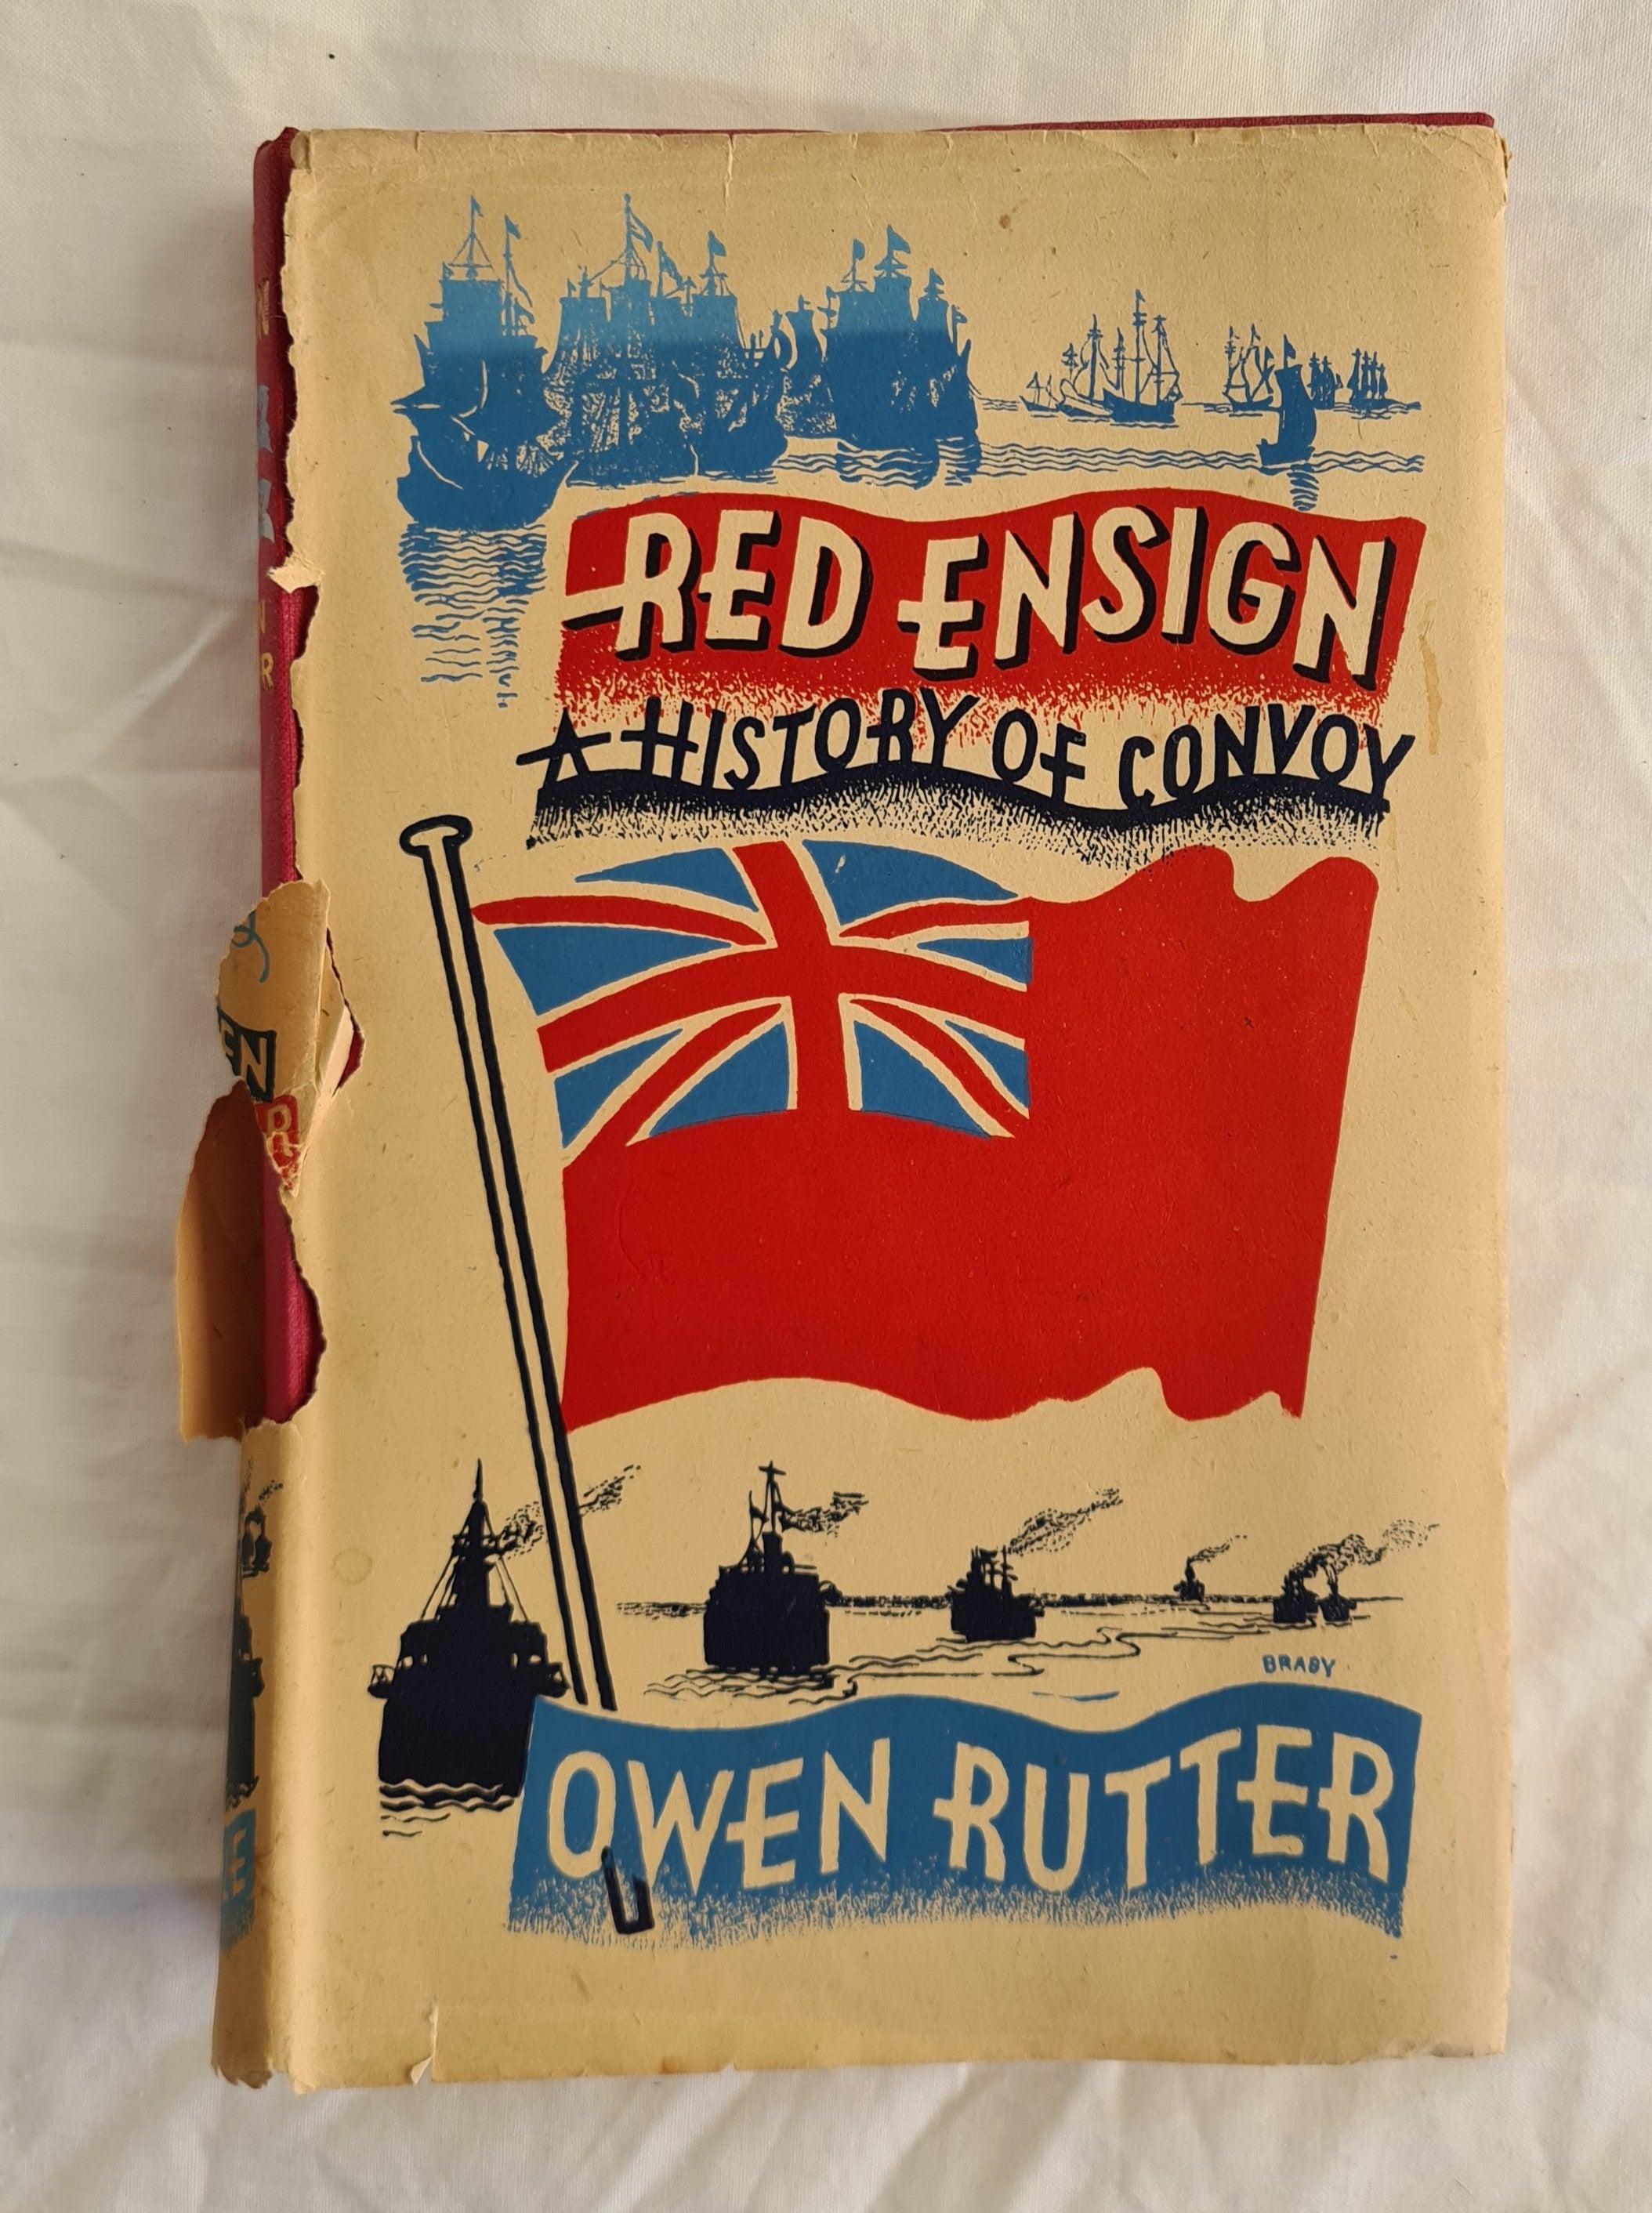 RED ENSIGN
A HISTORY OF CONVOY
BRABY
OWEN RUTTER